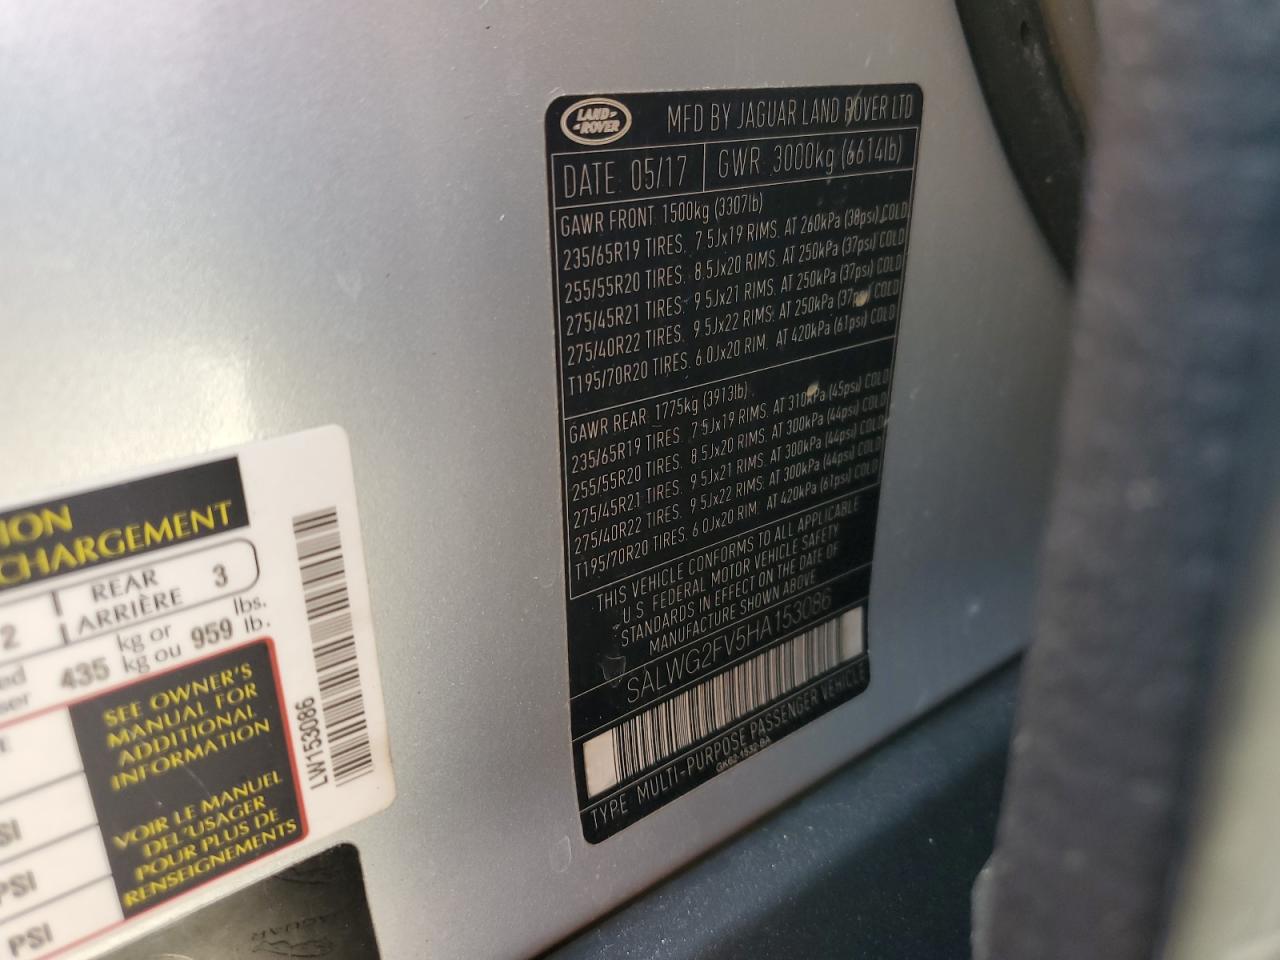 LAND ROVER
MFD BY JAGUAR LAND ROVER LTD
DATE: 05/17 GWR: 3000kg (6614lb)
GAWR FRONT: 1500kg (3307lb)
235/65R19 TIRES. 7.5Jx19 RIMS. AT 260kPa (38psi) COLD
255/55R20 TIRES. 8.5Jx20 RIMS. AT 250kPa (37psi) COLD
275/45R21 TIRES. 9.5Jx21 RIMS. AT 250kPa (37psi) COLD
275/40R22 TIRES. 9.5Jx22 RIMS. AT 250kPa (37psi) COLD
T195/70R20 TIRES. 6.0Jx20 RIM. AT 420kPa (61psi) COLD
GAWR REAR: 1775kg (3913lb)
235/65R19 TIRES. 7.5Jx19 RIMS. AT 310kPa (45psi) COLD
255/55R20 TIRES. 8.5Jx20 RIMS. AT 300kPa (44psi) COLD
275/45R21 TIRES. 9.5Jx21 RIMS. AT 300kPa (44psi) COLD
275/40R22 TIRES. 9.5Jx22 RIMS. AT 300kPa (44psi) COLD
T195/70R20 TIRES. 6.0Jx20 RIM. AT 420kPa (61psi) COLD
THIS VEHICLE CONFORMS TO ALL APPLICABLE
U.S. FEDERAL MOTOR VEHICLE SAFETY
STANDARDS IN EFFECT ON THE DATE OF
MANUFACTURE SHOWN ABOVE
SALWG2FV5HA153086
TYPE: MULTI-PURPOSE PASSENGER VEHICLE
GK62-1532-BA
ION
CHARGEMENT
2 REAR 3
ARRIÈRE
435 kg or 959 lbs.
kg ou lb.
SEE OWNER'S
MANUAL FOR
ADDITIONAL
INFORMATION
VOIR LE MANUEL
DEL'USAGER
POUR PLUS DE
RENSEIGNEMENTS
PSI
PSI
LW153086
JAGUAR